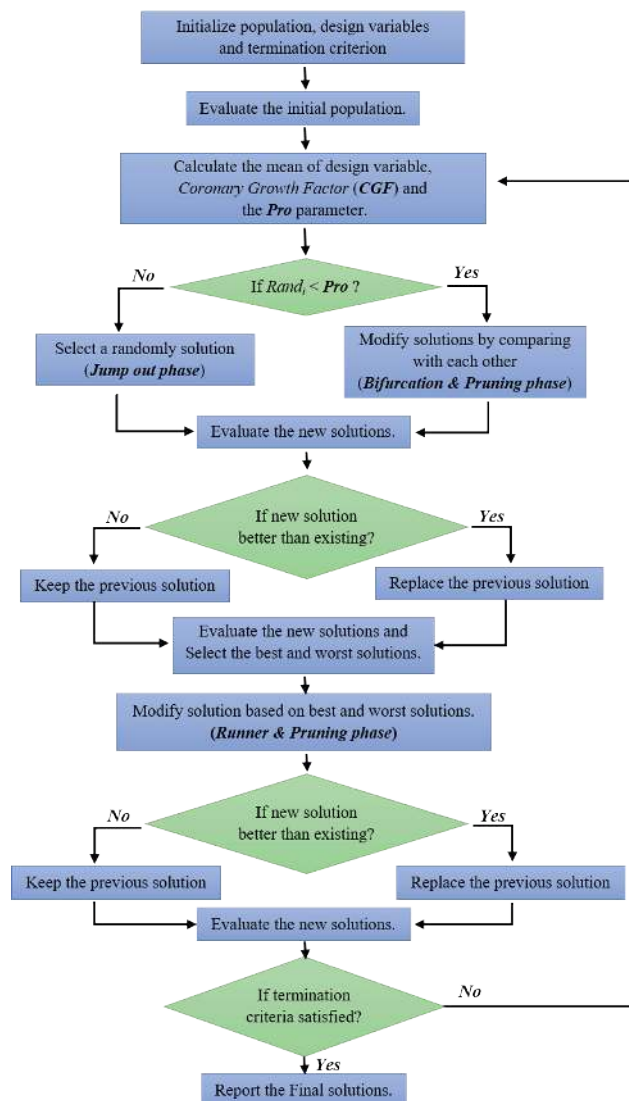 Initialize population, design variables
and termination criterion
Evaluate the initial population.
Calculate the mean of design variable,
Coronary Growth Factor (CGF) and
the Pro parameter.
No
Yes
If Rand_i < Pro ?
Select a randomly solution
(Jump out phase)
Modify solutions by comparing
with each other
(Bifurcation & Pruning phase)
Evaluate the new solutions.
No
Yes
If new solution
better than existing?
Keep the previous solution
Replace the previous solution
Evaluate the new solutions and
Select the best and worst solutions.
Modify solution based on best and worst solutions.
(Runner & Pruning phase)
No
Yes
If new solution
better than existing?
Keep the previous solution
Replace the previous solution
Evaluate the new solutions.
If termination
criteria satisfied?
No
Yes
Report the Final solutions.